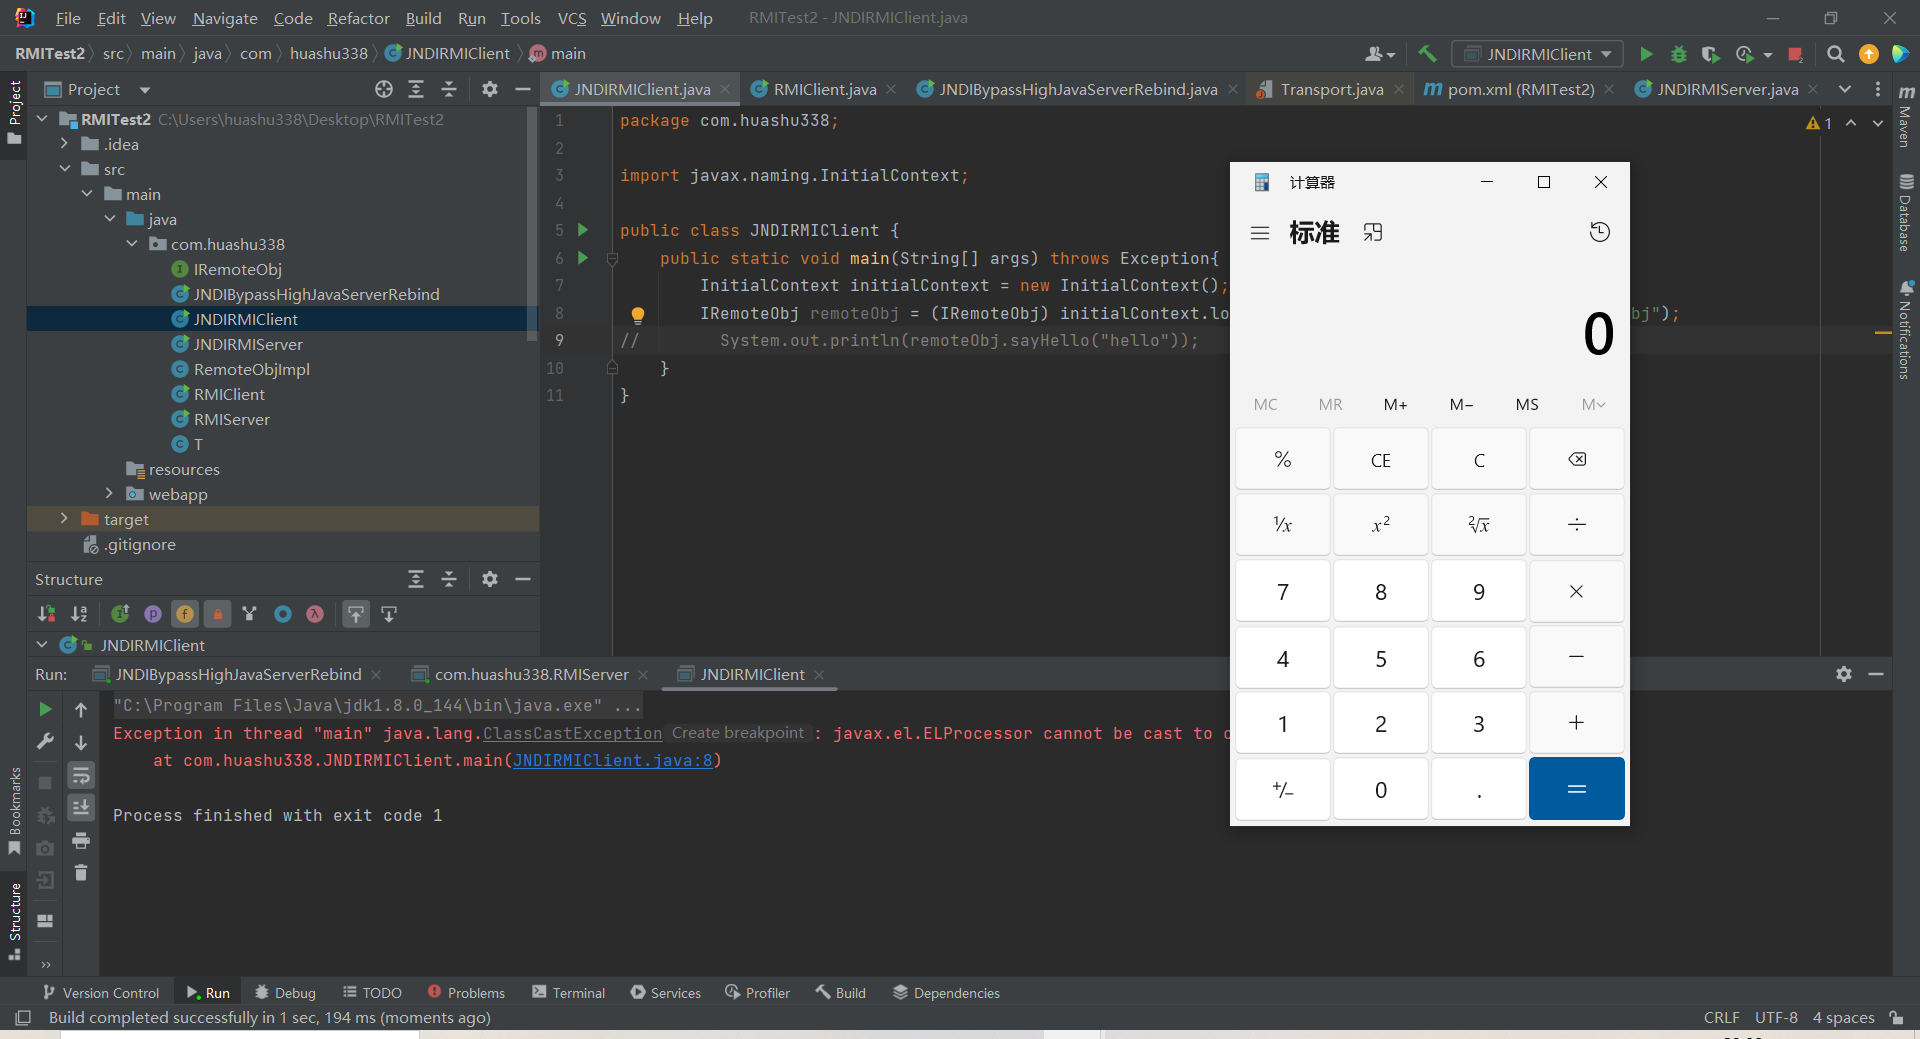 File Edit View Navigate Code Refactor Build Run Tools VCS Window Help RMITest2 - JNDIRMIClient.java
RMITest2 src main java com huashu338 JNDIRMIClient main JNDIRMIClient
Project
JNDIRMIClient.java RMIClient.java JNDIBypassHighJavaServerRebind.java Transport.java pom.xml (RMITest2) JNDIRMIServer.java
RMITest2 C:\Users\huashu338\Desktop\RMITest2
.idea
src
main
java
com.huashu338
IRemoteObj
JNDIBypassHighJavaServerRebind
JNDIRMIClient
JNDIRMIServer
RemoteObjImpl
RMIClient
RMIServer
T
resources
webapp
target
.gitignore
Structure
JNDIRMIClient
1 package com.huashu338;
2
3 import javax.naming.InitialContext;
4
5 public class JNDIRMIClient {
6 public static void main(String[] args) throws Exception{
7 InitialContext initialContext = new InitialContext();
8 IRemoteObj remoteObj = (IRemoteObj) initialContext.lo bj");
9 // System.out.println(remoteObj.sayHello("hello"));
10 }
11 }
1
计算器
标准
0
MC MR M+ M− MS M
% CE C
⅟x x² ²√x ÷
7 8 9 ×
4 5 6 −
1 2 3 +
+/− 0 . =
Run: JNDIBypassHighJavaServerRebind com.huashu338.RMIServer JNDIRMIClient
"C:\Program Files\Java\jdk1.8.0_144\bin\java.exe" ...
Exception in thread "main" java.lang.ClassCastException Create breakpoint : javax.el.ELProcessor cannot be cast to
at com.huashu338.JNDIRMIClient.main(JNDIRMIClient.java:8)
Process finished with exit code 1
Project
Bookmarks
Structure
Maven
Database
Notifications
Version Control Run Debug TODO Problems Terminal Services Profiler Build Dependencies
Build completed successfully in 1 sec, 194 ms (moments ago) CRLF UTF-8 4 spaces